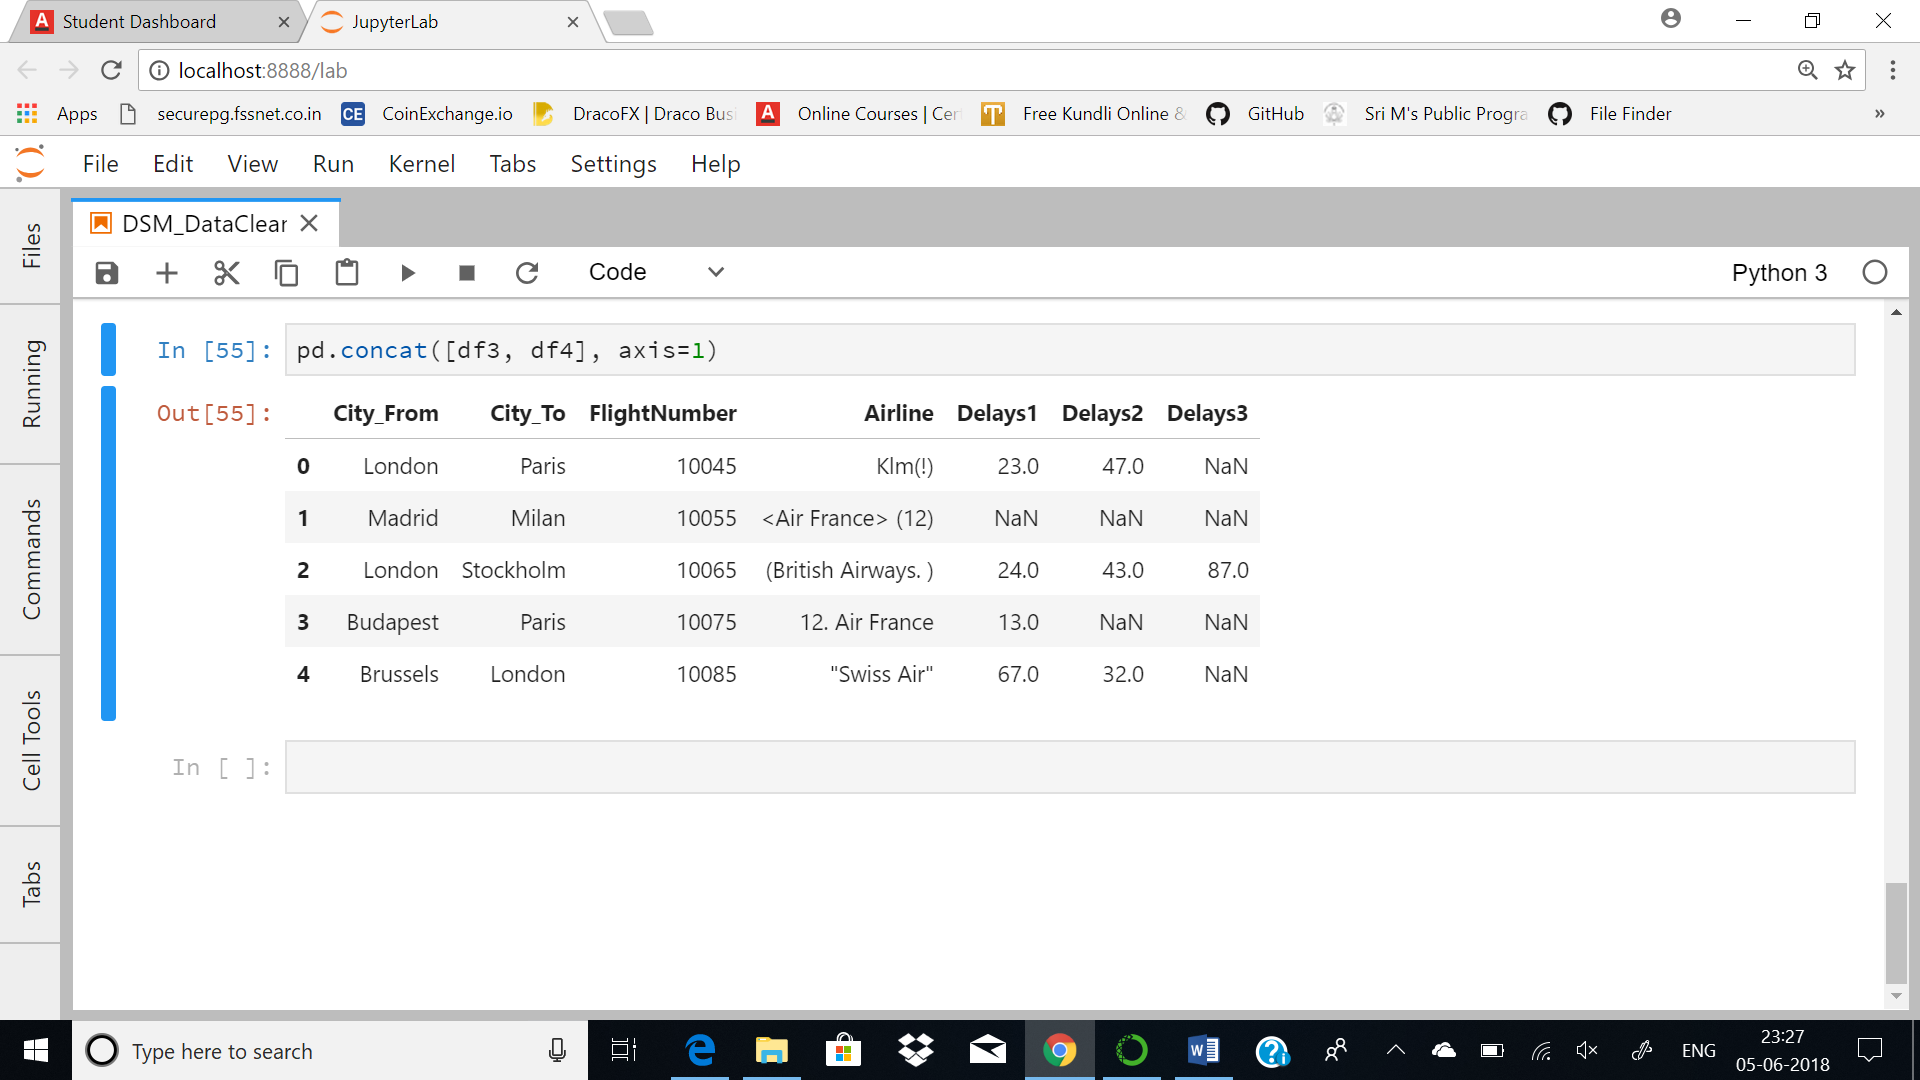 Student Dashboard
JupyterLab
localhost:8888/lab
Apps securepg.fssnet.co.in CE CoinExchange.io DracoFX | Draco Busi A Online Courses | Cert Free Kundli Online & GitHub Sri M's Public Progra File Finder »
File Edit View Run Kernel Tabs Settings Help
DSM_DataClear
Code
Python 3
Files
Running
Commands
Cell Tools
Tabs
In [55]: pd.concat([df3, df4], axis=1)
Out[55]: City_From City_To FlightNumber Airline Delays1 Delays2 Delays3
0 London Paris 10045 Klm(!) 23.0 47.0 NaN
1 Madrid Milan 10055 <Air France> (12) NaN NaN NaN
2 London Stockholm 10065 (British Airways. ) 24.0 43.0 87.0
3 Budapest Paris 10075 12. Air France 13.0 NaN NaN
4 Brussels London 10085 "Swiss Air" 67.0 32.0 NaN
In [ ]:
Type here to search
ENG
23:27
05-06-2018